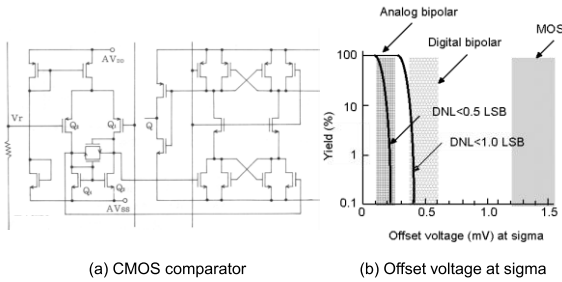 AVDD
Vr
Q
AVSS
(a) CMOS comparator
Analog bipolar
MOS
Digital bipolar
100
10
1
0.1
Yield (%)
DNL<0.5 LSB
DNL<1.0 LSB
0
0.5
1.0
1.5
Offset voltage (mV) at sigma
(b) Offset voltage at sigma